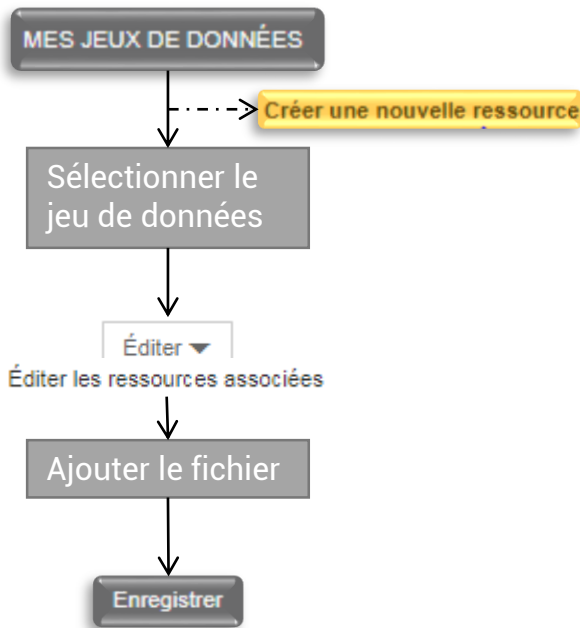 MES JEUX DE DONNÉES
Créer une nouvelle ressource
Sélectionner le
jeu de données
Éditer
Éditer les ressources associées
Ajouter le fichier
Enregistrer